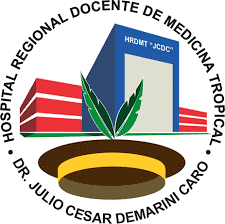 • HOSPITAL REGIONAL DOCENTE DE MEDICINA TROPICAL •
DR. JULIO CESAR DEMARINI CARO
HRDMT "JCDC"